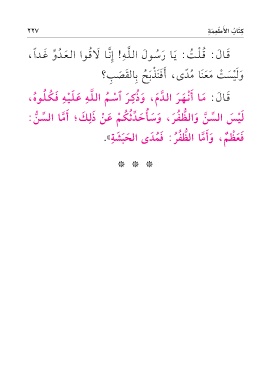 كتاب الأطعمة ٢٢٧
قَالَ: قُلْتُ: يَا رَسُولَ اللَّهِ! إِنَّا لَاقُوا العَدُوِّ غَداً،
وَلَيْسَتْ مَعَنَا مُدًى، أَفَنَذْبَحُ بِالقَصَبِ؟
قَالَ: مَا أَنْهَرَ الدَّمَ، وَذُكِرَ ٱسْمُ اللَّهِ عَلَيْهِ فَكُلُوهُ،
لَيْسَ السِّنَّ وَالظُّفُرَ، وَسَأُحَدِّثُكُمْ عَنْ ذَلِكَ؛ أَمَّا السِّنُّ:
فَعَظْمٌ، وَأَمَّا الظُّفُرُ: فَمُدَى الحَبَشَةِ».